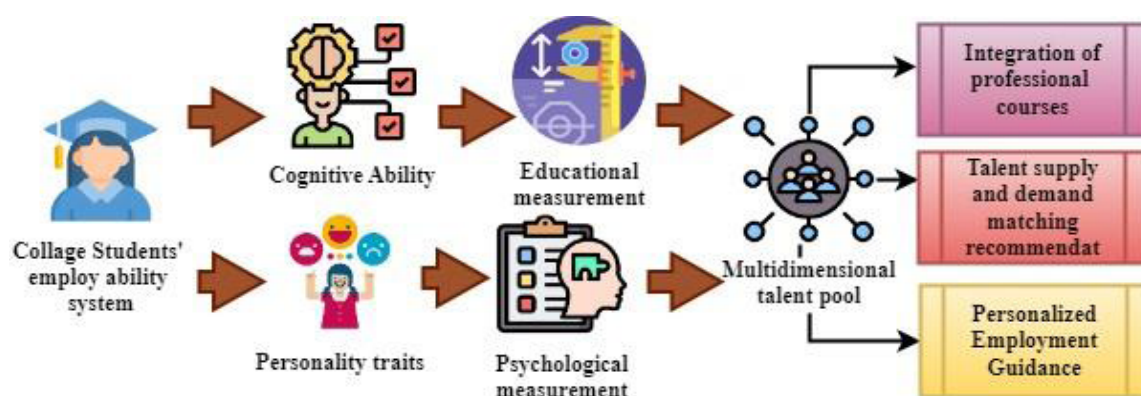 Collage Students'
employ ability
system
Cognitive Ability
Educational
measurement
Personality traits
Psychological
measurement
Multidimensional
talent pool
Integration of
professional
courses
Talent supply
and demand
matching
recommendat
Personalized
Employment
Guidance